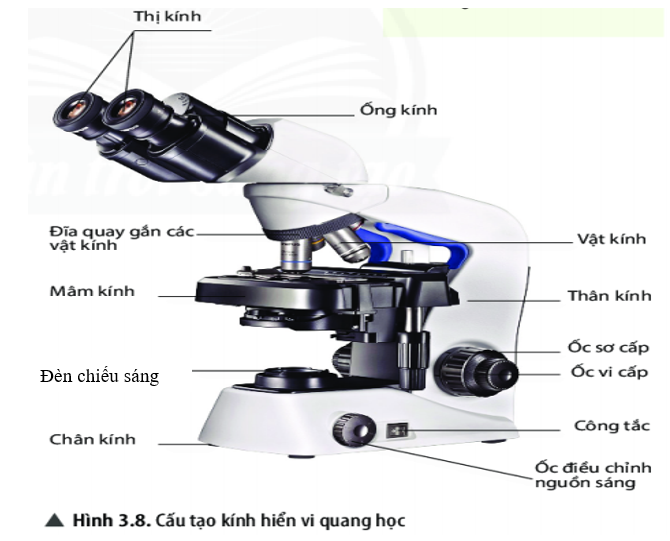 Thị kính
Ống kính
Đĩa quay gắn các
vật kính
Vật kính
Mâm kính
Thân kính
Ốc sơ cấp
Ốc vi cấp
Đèn chiếu sáng
Công tắc
Chân kính
Ốc điều chỉnh
nguồn sáng
▲ Hình 3.8. Cấu tạo kính hiển vi quang học